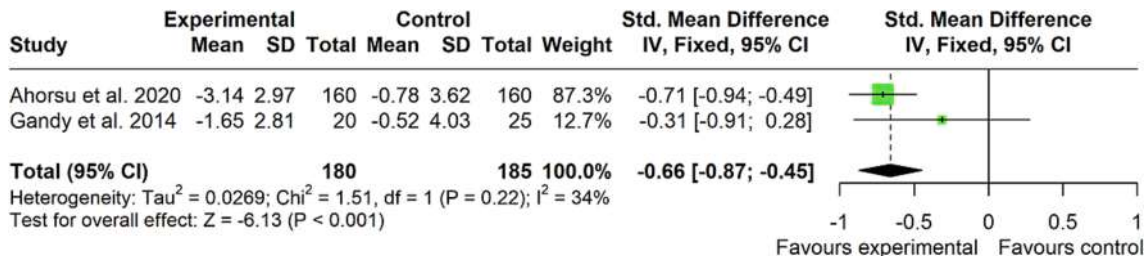 Experimental Control Std. Mean Difference Std. Mean Difference
Study Mean SD Total Mean SD Total Weight IV, Fixed, 95% CI IV, Fixed, 95% CI
Ahorsu et al. 2020 -3.14 2.97 160 -0.78 3.62 160 87.3% -0.71 [-0.94; -0.49]
Gandy et al. 2014 -1.65 2.81 20 -0.52 4.03 25 12.7% -0.31 [-0.91; 0.28]
Total (95% CI) 180 185 100.0% -0.66 [-0.87; -0.45]
Heterogeneity: Tau² = 0.0269; Chi² = 1.51, df = 1 (P = 0.22); I² = 34%
Test for overall effect: Z = -6.13 (P < 0.001)
-1 -0.5 0 0.5 1
Favours experimental Favours control